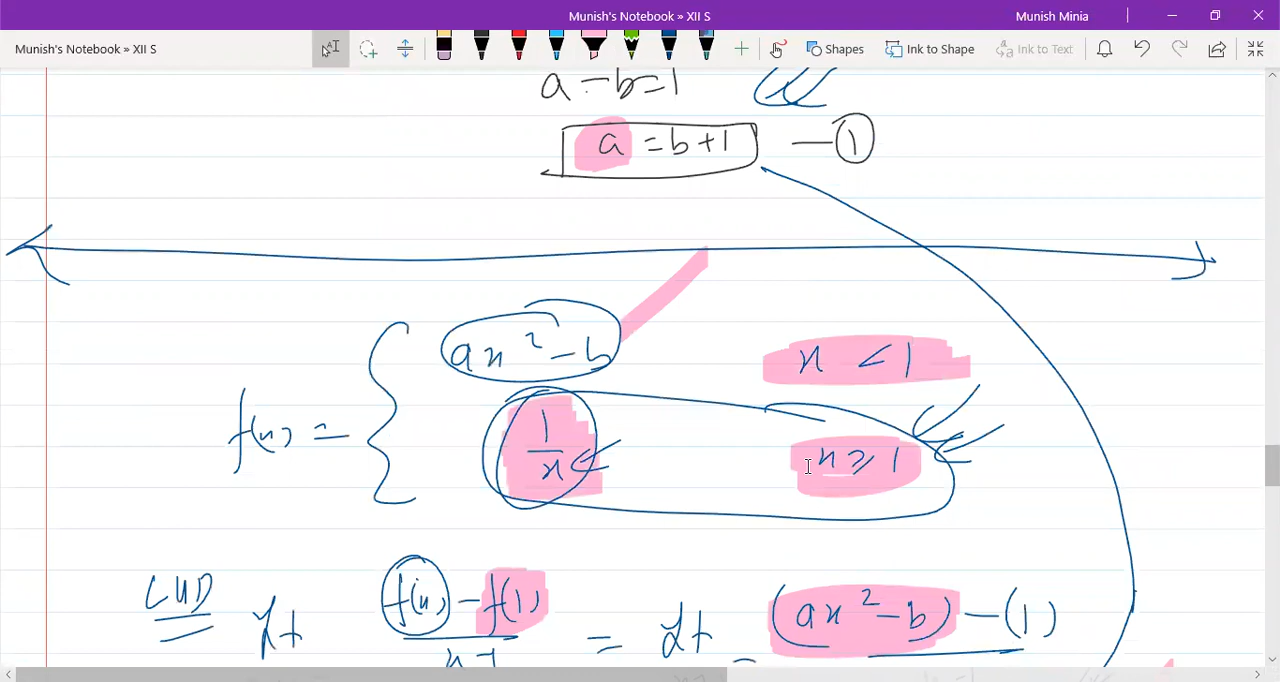 Munish's Notebook » XII S
Munish Minia
Munish's Notebook » XII S
Shapes
Ink to Shape
Ink to Text
a - b = 1
a = b + 1 — ①
ax² - b x < 1
f(x) = {
1/x x ≥ 1
LHD
Lt f(x) - f(1) = Lt (ax² - b) - (1)